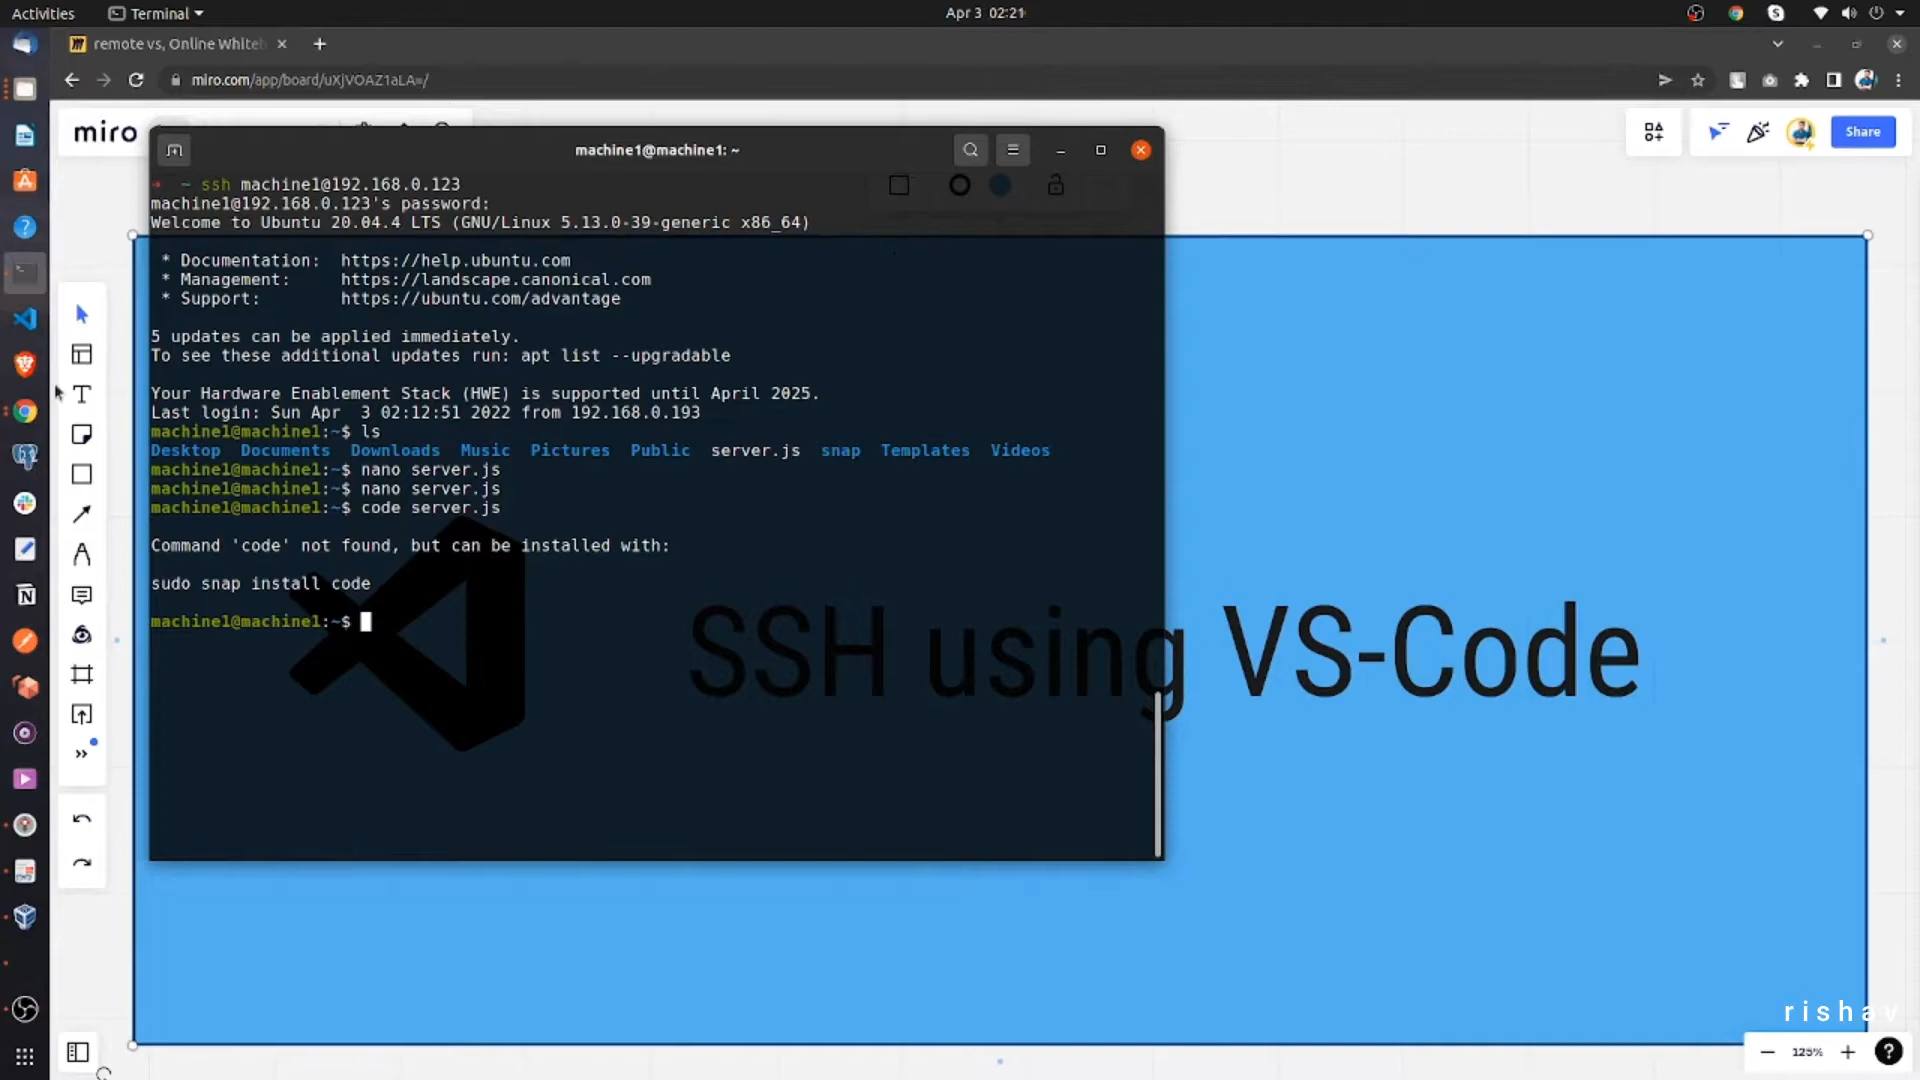 Activities
Terminal
Apr 3 02:21
remote vs, Online Whiteb
miro.com/app/board/uXjVOAZ1aLA=/
miro
Share
machine1@machine1: ~
~ ssh machine1@192.168.0.123
machine1@192.168.0.123's password:
Welcome to Ubuntu 20.04.4 LTS (GNU/Linux 5.13.0-39-generic x86_64)
* Documentation: https://help.ubuntu.com
* Management: https://landscape.canonical.com
* Support: https://ubuntu.com/advantage
5 updates can be applied immediately.
To see these additional updates run: apt list --upgradable
Your Hardware Enablement Stack (HWE) is supported until April 2025.
Last login: Sun Apr 3 02:12:51 2022 from 192.168.0.193
machine1@machine1:~$ ls
Desktop Documents Downloads Music Pictures Public server.js snap Templates Videos
machine1@machine1:~$ nano server.js
machine1@machine1:~$ nano server.js
machine1@machine1:~$ code server.js
Command 'code' not found, but can be installed with:
sudo snap install code
machine1@machine1:~$
SSH using VS-Code
rishav
125%